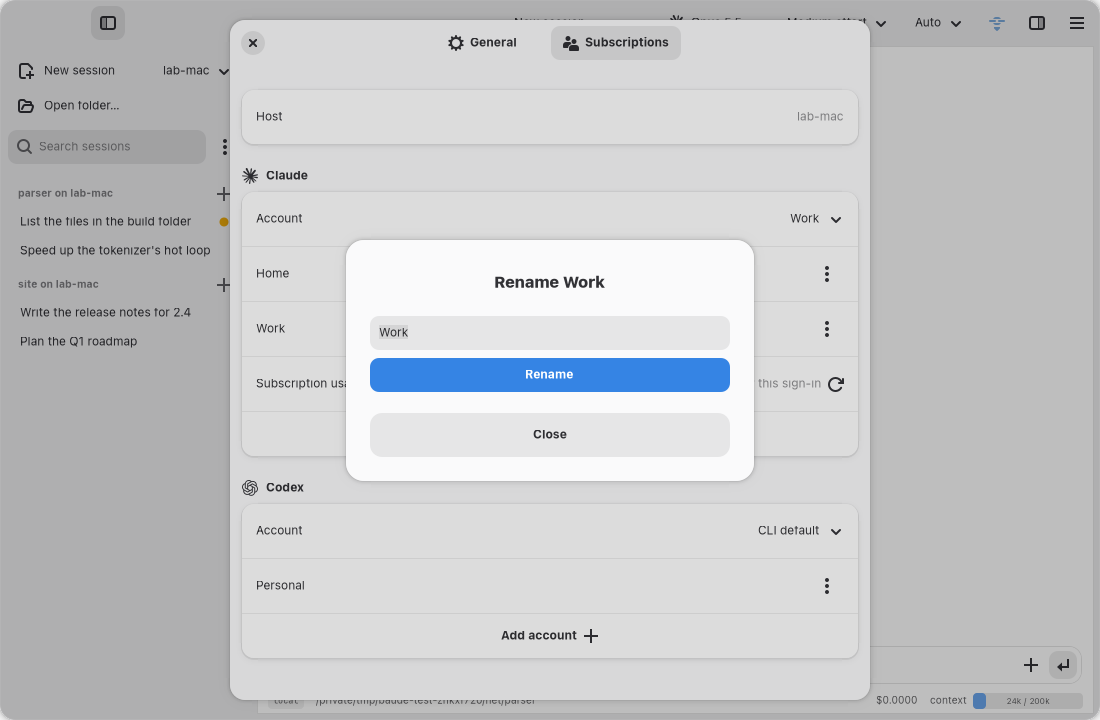 Auto
General
Subscriptions
New session
lab-mac
Open folder...
Search sessions
Host
lab-mac
Claude
parser on lab-mac
List the files in the build folder
Account
Work
Speed up the tokenizer's hot loop
Home
site on lab-mac
Write the release notes for 2.4
Work
Plan the Q1 roadmap
Rename Work
Work
Rename
Close
Subscription
this sign-in
Codex
Account
CLI default
Personal
Add account
$0.0000
context
24k / 200k